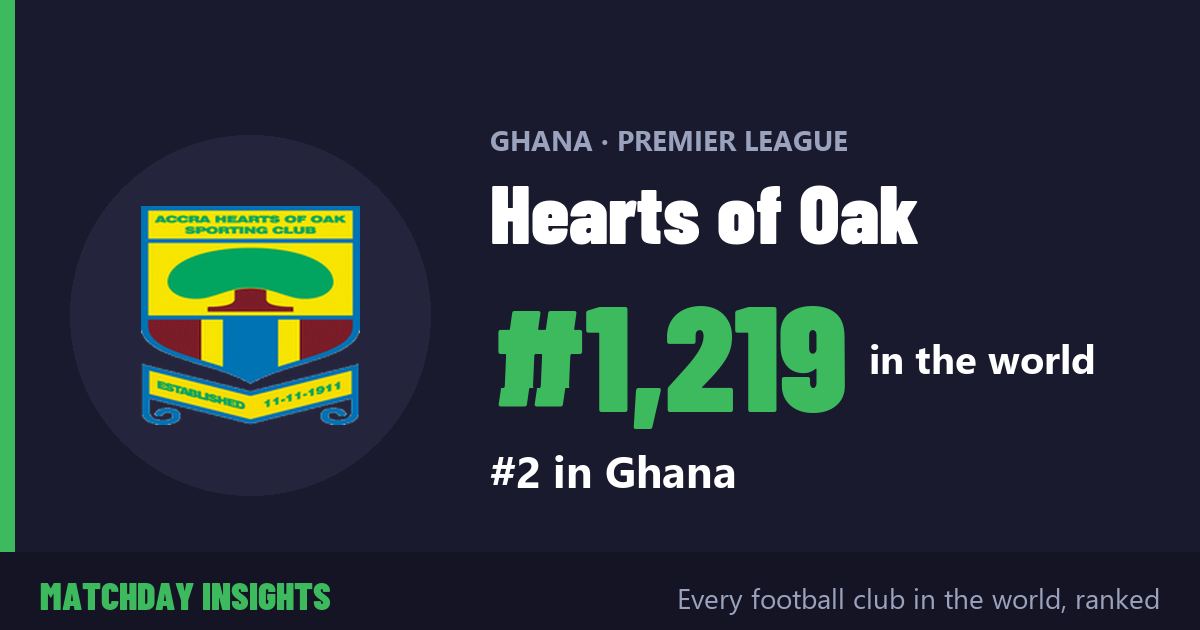 ACCRA HEARTS OF OAK
SPORTING CLUB
ESTABLISHED 11-11-1911
GHANA · PREMIER LEAGUE
Hearts of Oak
#1,219 in the world
#2 in Ghana
MATCHDAY INSIGHTS
Every football club in the world, ranked